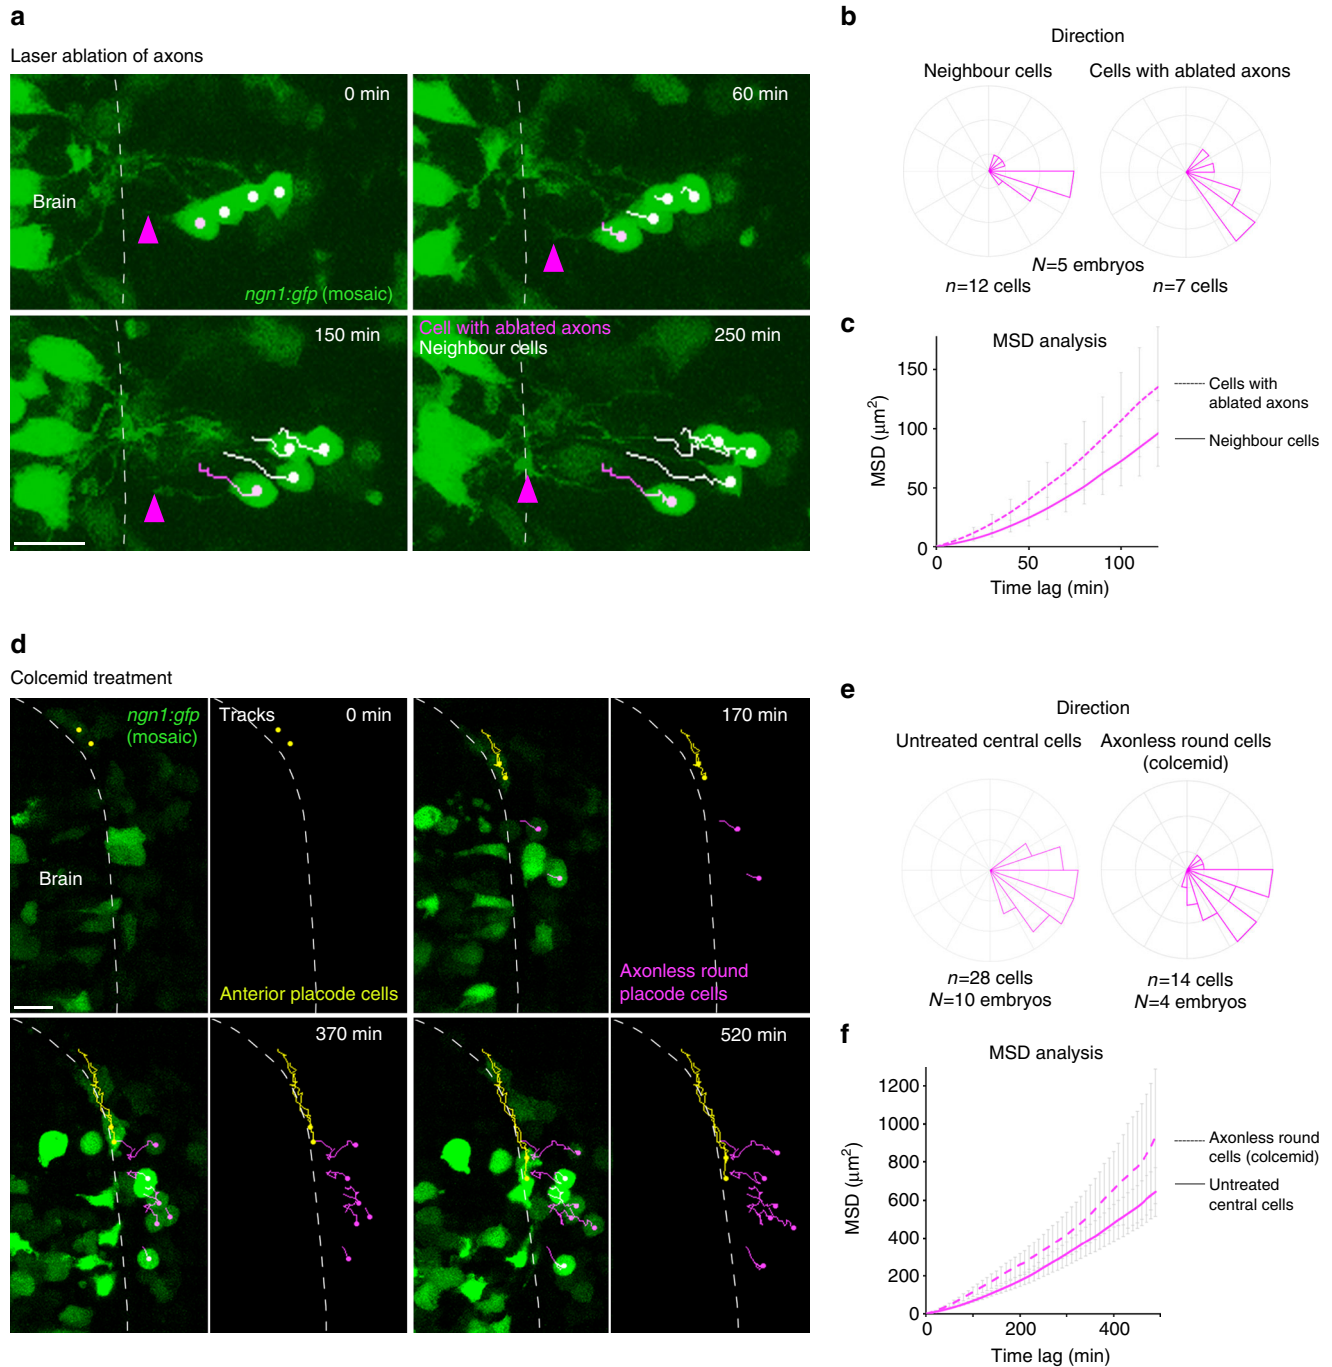 a
Laser ablation of axons
0 min
Brain
ngn1:gfp (mosaic)
60 min
150 min
Cell with ablated axons
Neighbour cells
250 min
b
Direction
Neighbour cells
Cells with ablated axons
N=5 embryos
n=12 cells
n=7 cells
c
MSD analysis
MSD (μm2)
150
100
50
0
0
50
100
Time lag (min)
Cells with
ablated axons
Neighbour cells
d
Colcemid treatment
ngn1:gfp
(mosaic)
Brain
Tracks
0 min
Anterior placode cells
170 min
Axonless round
placode cells
370 min
520 min
e
Direction
Untreated central cells
Axonless round cells
(colcemid)
n=28 cells
N=10 embryos
n=14 cells
N=4 embryos
f
MSD analysis
MSD (μm2)
1200
1000
800
600
400
200
0
0
200
400
Time lag (min)
Axonless round
cells (colcemid)
Untreated
central cells